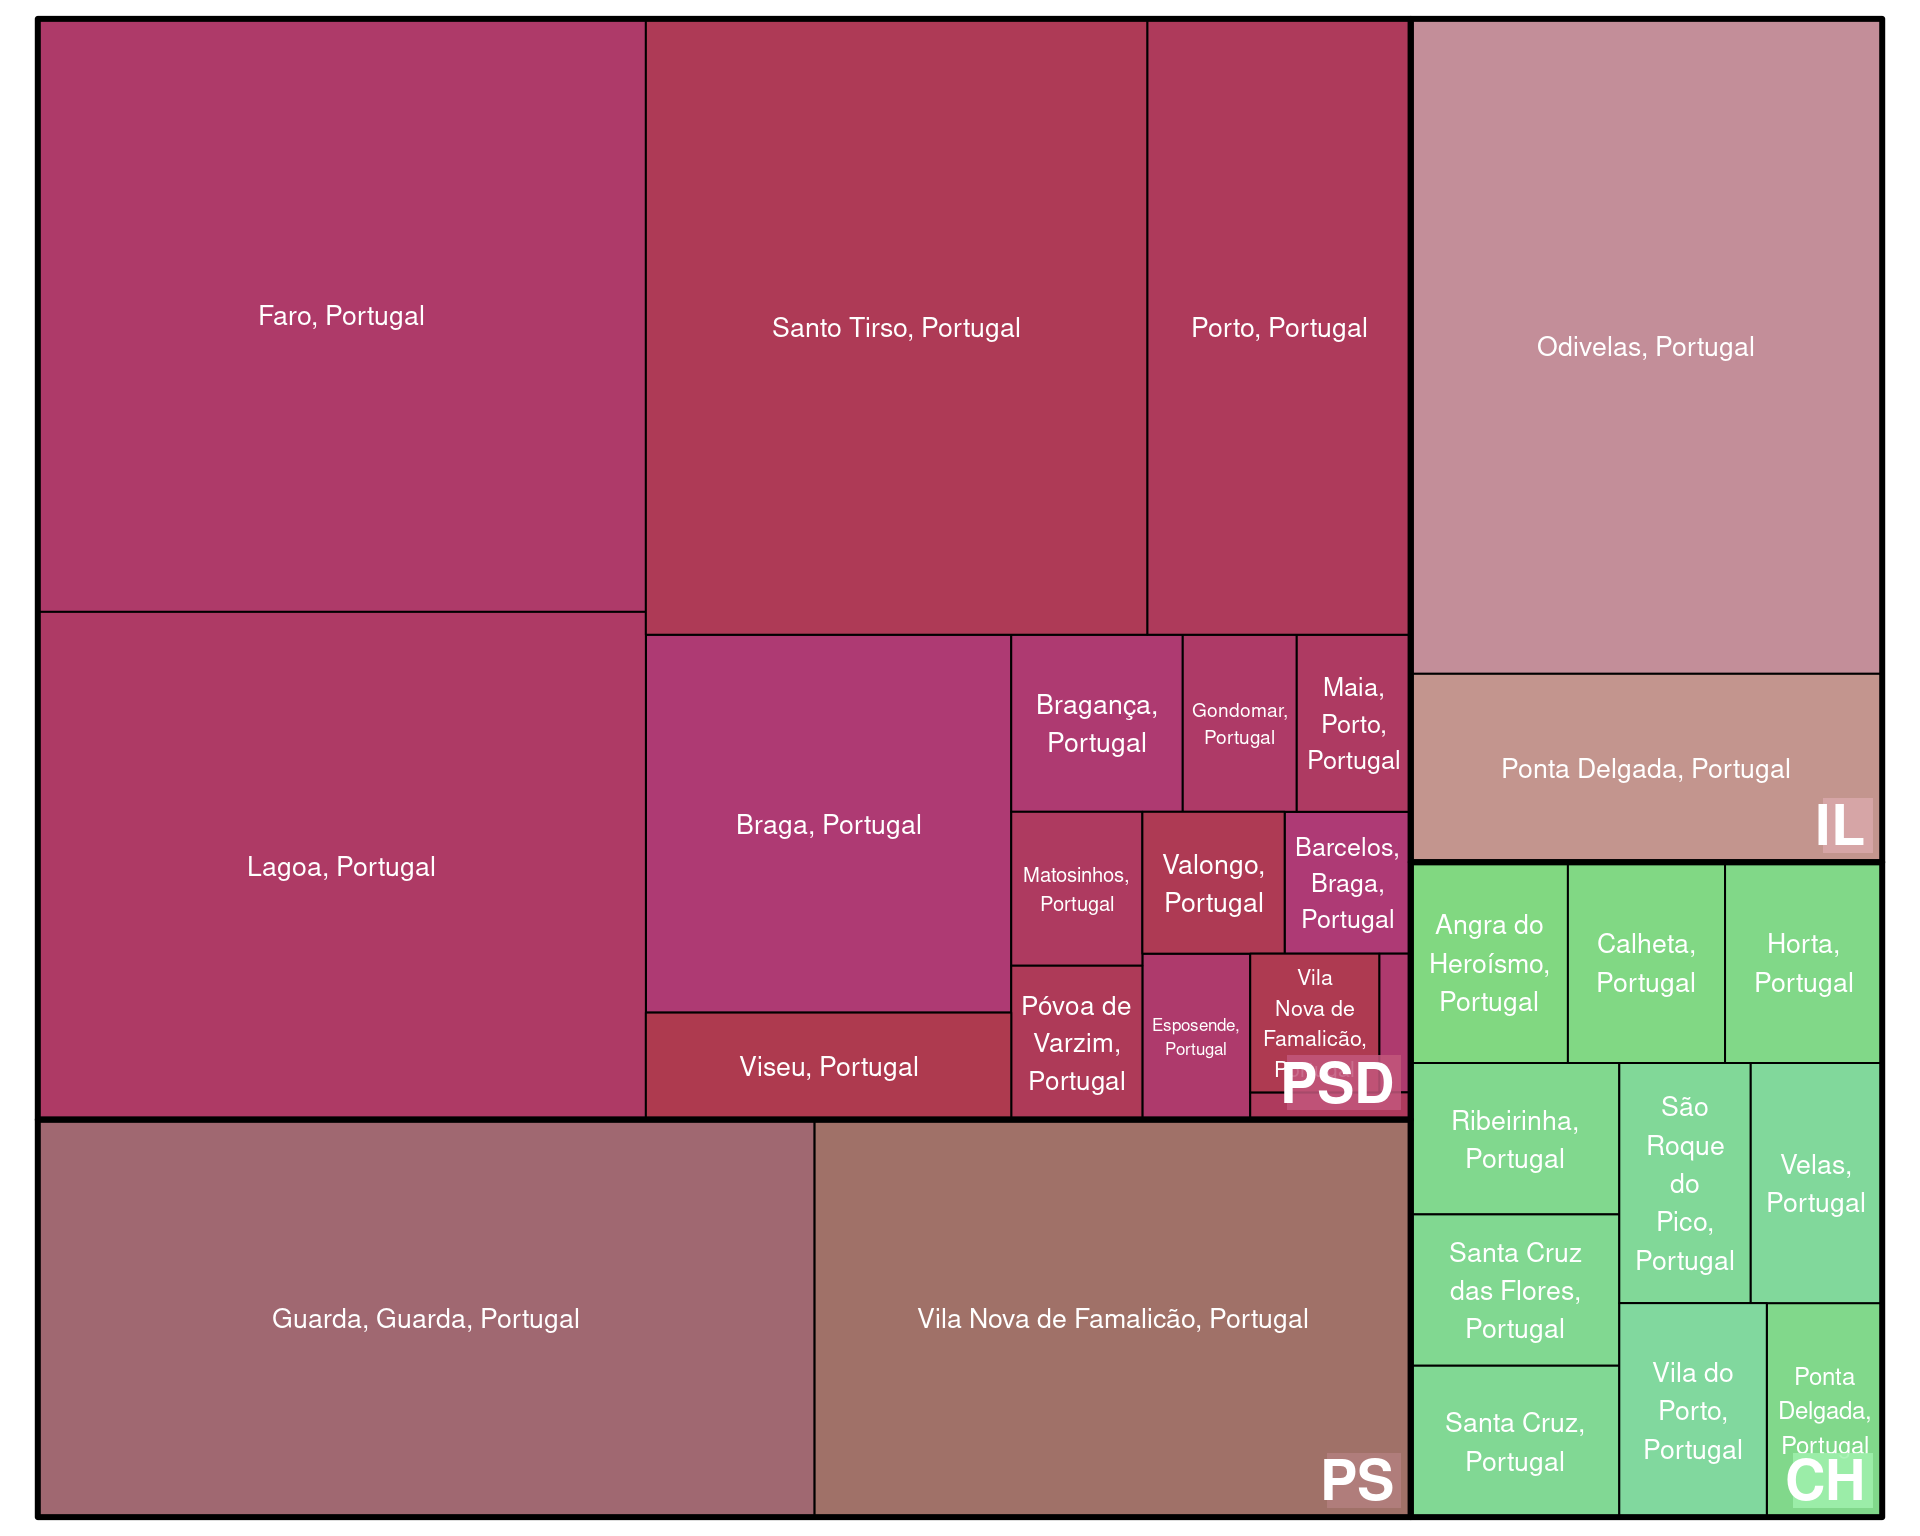 Faro, Portugal
Santo Tirso, Portugal
Porto, Portugal
Odivelas, Portugal
Lagoa, Portugal
Braga, Portugal
Bragança,
Portugal
Gondomar,
Portugal
Maia,
Porto,
Portugal
Matosinhos,
Portugal
Valongo,
Portugal
Barcelos,
Braga,
Portugal
Viseu, Portugal
Póvoa de
Varzim,
Portugal
Esposende,
Portugal
Vila
Nova de
Famalicão,
PSD
Ponta Delgada, Portugal
IL
Angra do
Heroísmo,
Portugal
Calheta,
Portugal
Horta,
Portugal
Ribeirinha,
Portugal
São
Roque
do
Pico,
Portugal
Velas,
Portugal
Santa Cruz
das Flores,
Portugal
Santa Cruz,
Portugal
Vila do
Porto,
Portugal
Ponta
Delgada,
Portugal
CH
Guarda, Guarda, Portugal
Vila Nova de Famalicão, Portugal
PS